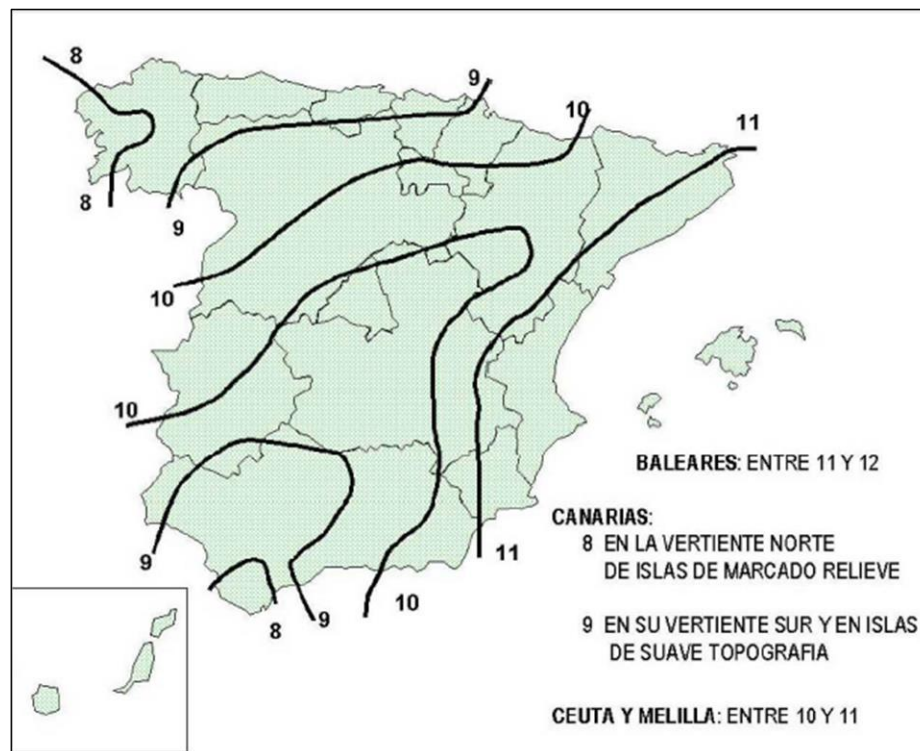 8
9
10
11
8
9
10
10
BALEARES: ENTRE 11 Y 12
CANARIAS:
8 EN LA VERTIENTE NORTE
DE ISLAS DE MARCADO RELIEVE
9
11
10
9
8
9 EN SU VERTIENTE SUR Y EN ISLAS
DE SUAVE TOPOGRAFIA
CEUTA Y MELILLA: ENTRE 10 Y 11